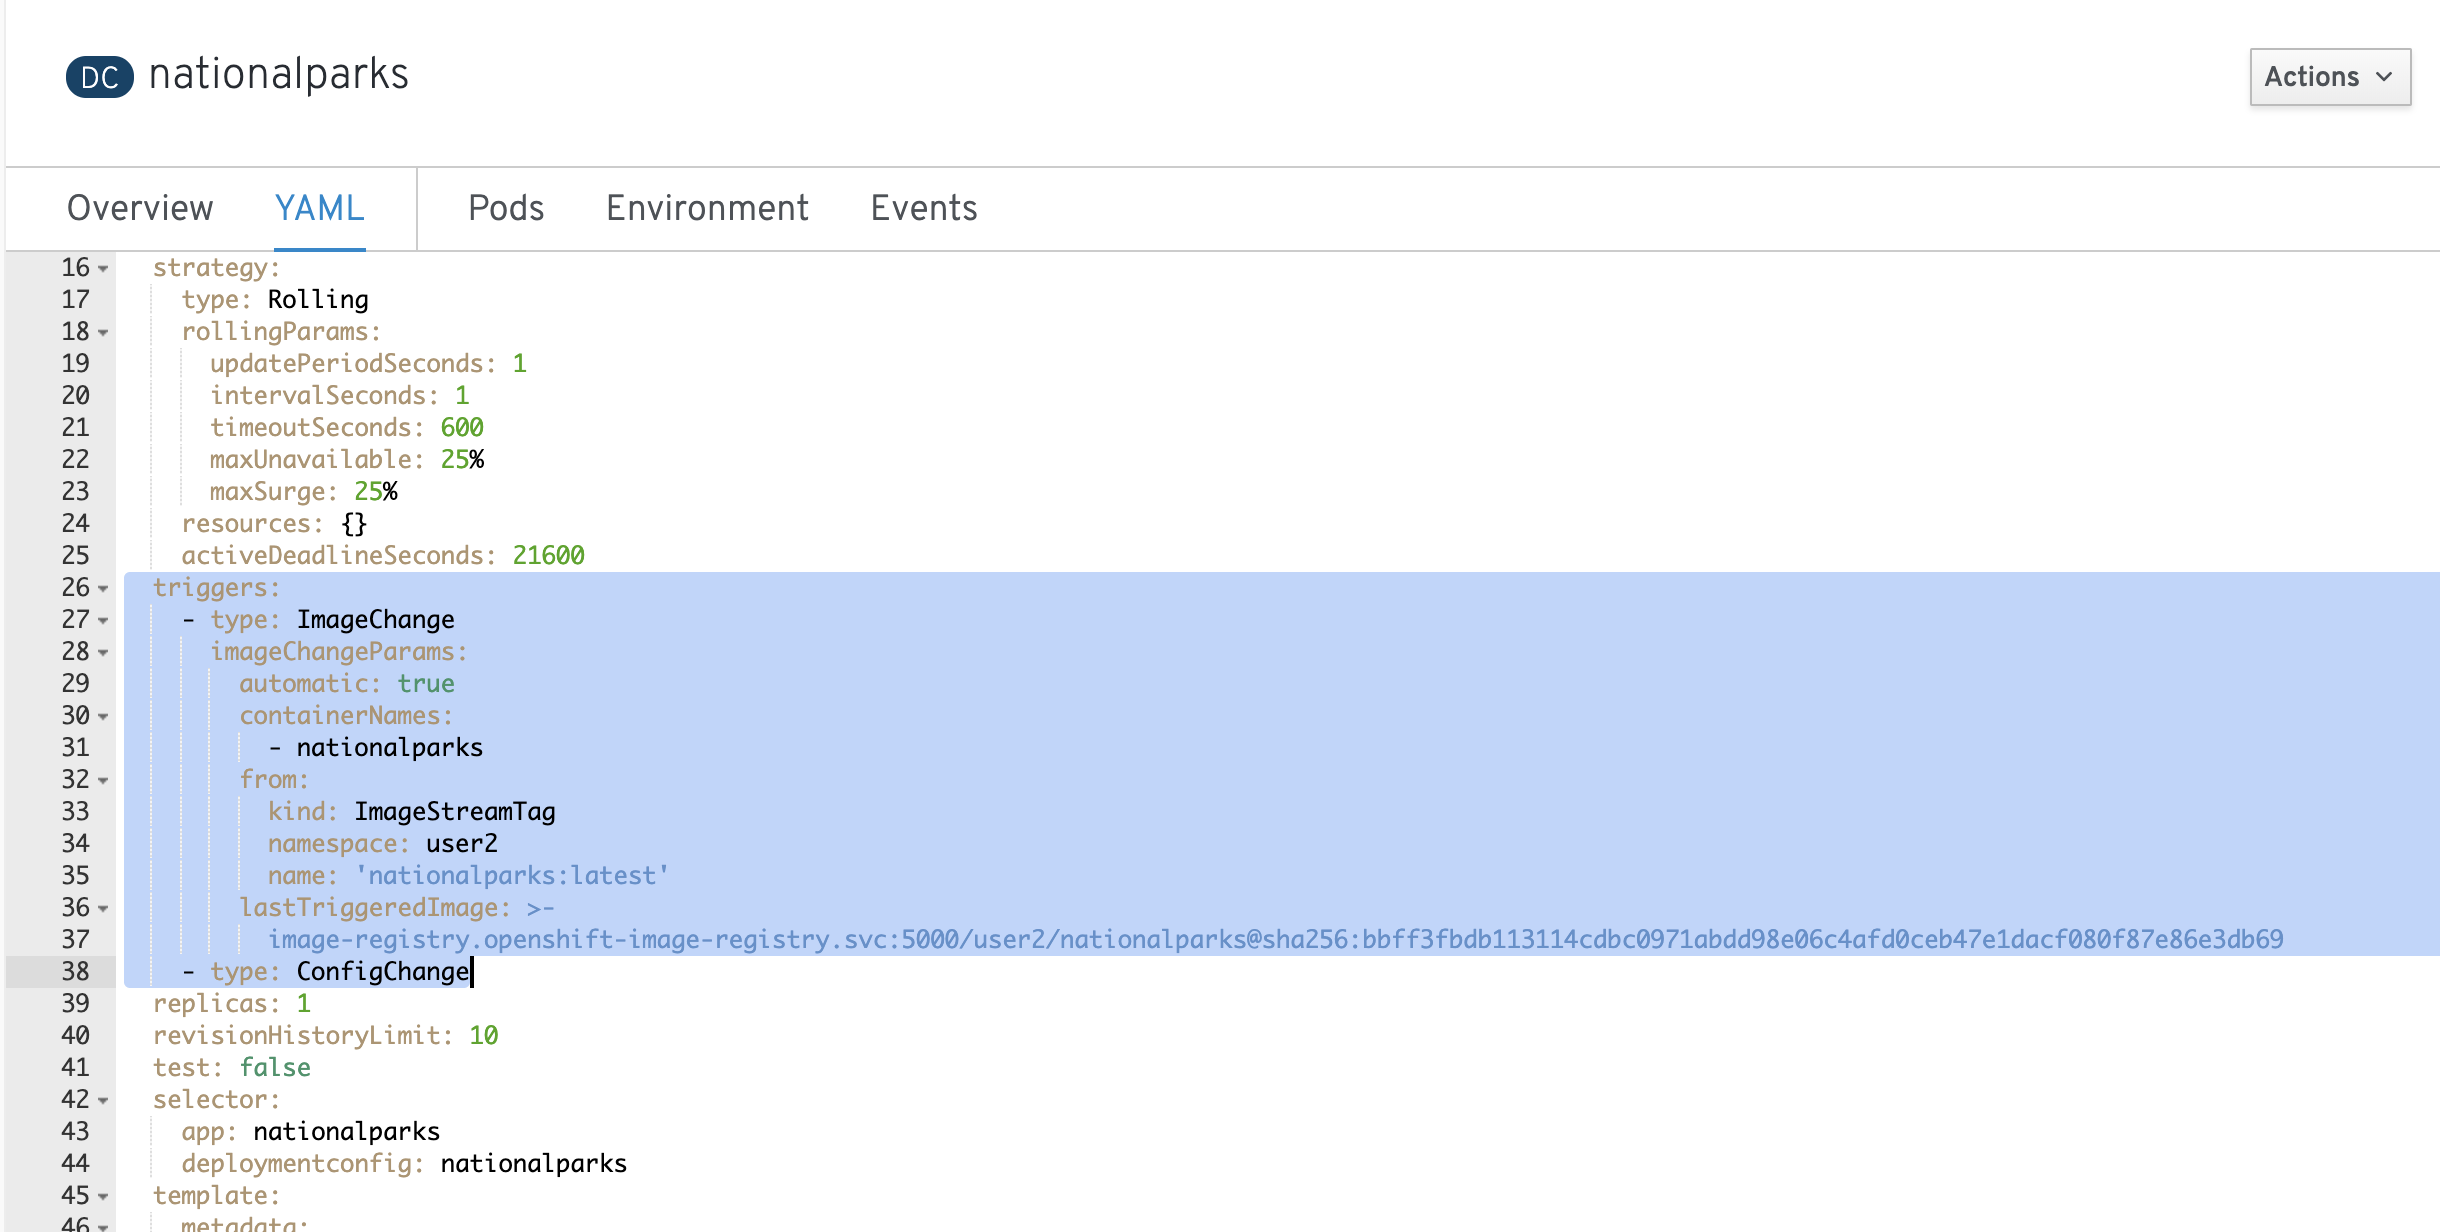 DC nationalparks
Actions
Overview YAML Pods Environment Events
16 strategy:
17 type: Rolling
18 rollingParams:
19 updatePeriodSeconds: 1
20 intervalSeconds: 1
21 timeoutSeconds: 600
22 maxUnavailable: 25%
23 maxSurge: 25%
24 resources: {}
25 activeDeadlineSeconds: 21600
26 triggers:
27 - type: ImageChange
28 imageChangeParams:
29 automatic: true
30 containerNames:
31 - nationalparks
32 from:
33 kind: ImageStreamTag
34 namespace: user2
35 name: 'nationalparks:latest'
36 lastTriggeredImage: >-
37 image-registry.openshift-image-registry.svc:5000/user2/nationalparks@sha256:bbff3fbdb113114cdbc0971abdd98e06c4afd0ceb47e1dacf080f87e86e3db69
38 - type: ConfigChange
39 replicas: 1
40 revisionHistoryLimit: 10
41 test: false
42 selector:
43 app: nationalparks
44 deploymentconfig: nationalparks
45 template:
46 metadata: